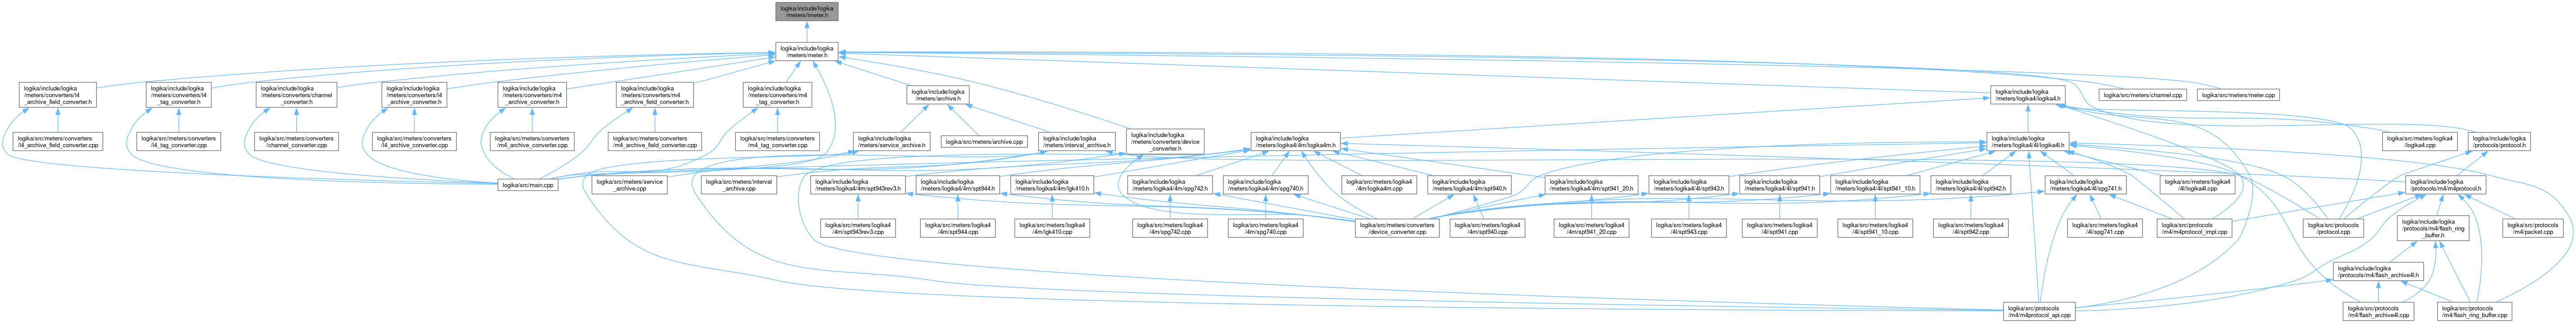 logika/include/logika
/meters/imeter.h
logika/include/logika
/meters/meter.h
logika/include/logika
/meters/converters/l4
_archive_field_converter.h
logika/include/logika
/meters/converters/l4
_tag_converter.h
logika/include/logika
/meters/converters/channel
_converter.h
logika/include/logika
/meters/converters/l4
_archive_converter.h
logika/include/logika
/meters/converters/m4
_archive_converter.h
logika/include/logika
/meters/converters/m4
_archive_field_converter.h
logika/include/logika
/meters/converters/m4
_tag_converter.h
logika/include/logika
/meters/archive.h
logika/include/logika
/meters/logika4/logika4.h
logika/src/meters/channel.cpp
logika/src/meters/meter.cpp
logika/src/meters/converters
/l4_archive_field_converter.cpp
logika/src/meters/converters
/l4_tag_converter.cpp
logika/src/meters/converters
/channel_converter.cpp
logika/src/meters/converters
/l4_archive_converter.cpp
logika/src/meters/converters
/m4_archive_converter.cpp
logika/src/meters/converters
/m4_archive_field_converter.cpp
logika/src/meters/converters
/m4_tag_converter.cpp
logika/include/logika
/meters/service_archive.h
logika/src/meters/archive.cpp
logika/include/logika
/meters/interval_archive.h
logika/include/logika
/meters/converters/device
_converter.h
logika/include/logika
/meters/logika4/4m/logika4m.h
logika/include/logika
/meters/logika4/4l/logika4l.h
logika/src/meters/logika4
/logika4.cpp
logika/include/logika
/protocols/protocol.h
logika/src/main.cpp
logika/src/meters/service
_archive.cpp
logika/src/meters/interval
_archive.cpp
logika/include/logika
/meters/logika4/4m/spt943rev3.h
logika/include/logika
/meters/logika4/4m/spt944.h
logika/include/logika
/meters/logika4/4m/lgk410.h
logika/include/logika
/meters/logika4/4m/spg742.h
logika/include/logika
/meters/logika4/4m/spg740.h
logika/src/meters/logika4
/4m/logika4m.cpp
logika/include/logika
/meters/logika4/4m/spt940.h
logika/include/logika
/meters/logika4/4m/spt941_20.h
logika/include/logika
/meters/logika4/4l/spt943.h
logika/include/logika
/meters/logika4/4l/spt941.h
logika/include/logika
/meters/logika4/4l/spt941_10.h
logika/include/logika
/meters/logika4/4l/spt942.h
logika/include/logika
/meters/logika4/4l/spg741.h
logika/src/meters/logika4
/4l/logika4l.cpp
logika/include/logika
/protocols/m4/m4protocol.h
logika/src/meters/logika4
/4m/spt943rev3.cpp
logika/src/meters/logika4
/4m/spt944.cpp
logika/src/meters/logika4
/4m/lgk410.cpp
logika/src/meters/logika4
/4m/spg742.cpp
logika/src/meters/logika4
/4m/spg740.cpp
logika/src/meters/converters
/device_converter.cpp
logika/src/meters/logika4
/4m/spt940.cpp
logika/src/meters/logika4
/4m/spt941_20.cpp
logika/src/meters/logika4
/4l/spt943.cpp
logika/src/meters/logika4
/4l/spt941.cpp
logika/src/meters/logika4
/4l/spt941_10.cpp
logika/src/meters/logika4
/4l/spt942.cpp
logika/src/meters/logika4
/4l/spg741.cpp
logika/src/protocols
/m4/m4protocol_impl.cpp
logika/src/protocols
/protocol.cpp
logika/include/logika
/protocols/m4/flash_ring
_buffer.h
logika/src/protocols
/m4/packet.cpp
logika/include/logika
/protocols/m4/flash_archive4l.h
logika/src/protocols
/m4/m4protocol_api.cpp
logika/src/protocols
/m4/flash_archive4l.cpp
logika/src/protocols
/m4/flash_ring_buffer.cpp